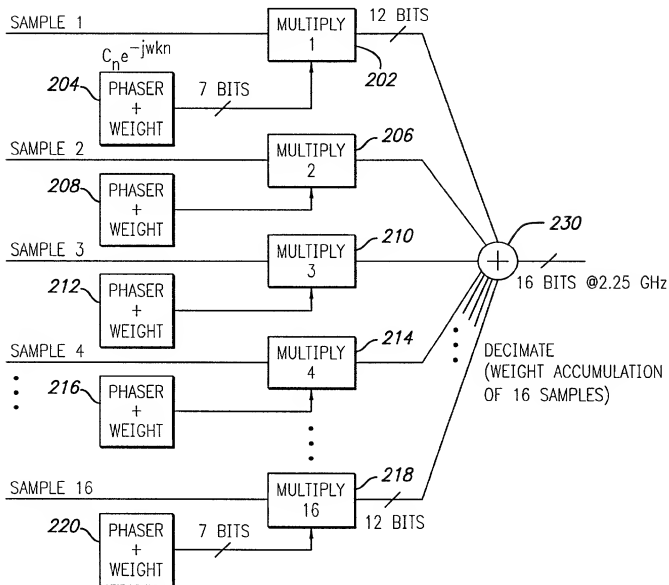 SAMPLE 1
MULTIPLY
1
12 BITS
202
Cne-jwkn
204
PHASER
+
WEIGHT
7 BITS
SAMPLE 2
MULTIPLY
2
206
208
PHASER
+
WEIGHT
SAMPLE 3
MULTIPLY
3
210
212
PHASER
+
WEIGHT
230
+
16 BITS @2.25 GHz
SAMPLE 4
MULTIPLY
4
214
216
PHASER
+
WEIGHT
DECIMATE
(WEIGHT ACCUMULATION
OF 16 SAMPLES)
SAMPLE 16
MULTIPLY
16
218
12 BITS
220
PHASER
+
WEIGHT
7 BITS